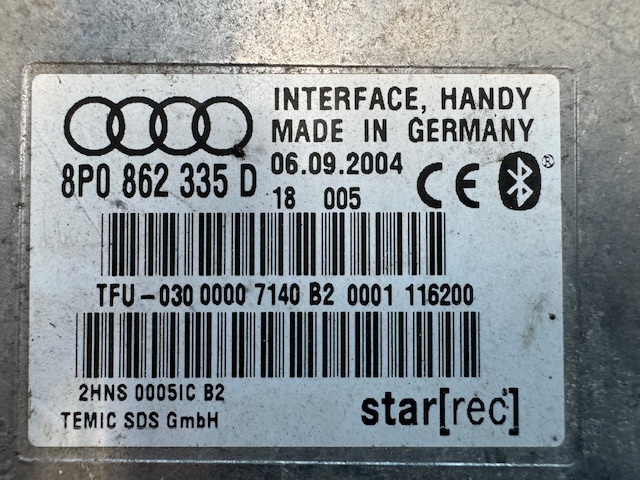 INTERFACE, HANDY
MADE IN GERMANY
8P0 862 335 D
06.09.2004
18 005
CE
®
TFU-030 0000 7140 B2 0001 116200
2HNS 0005IC B2
TEMIC SDS GmbH
star[rec]